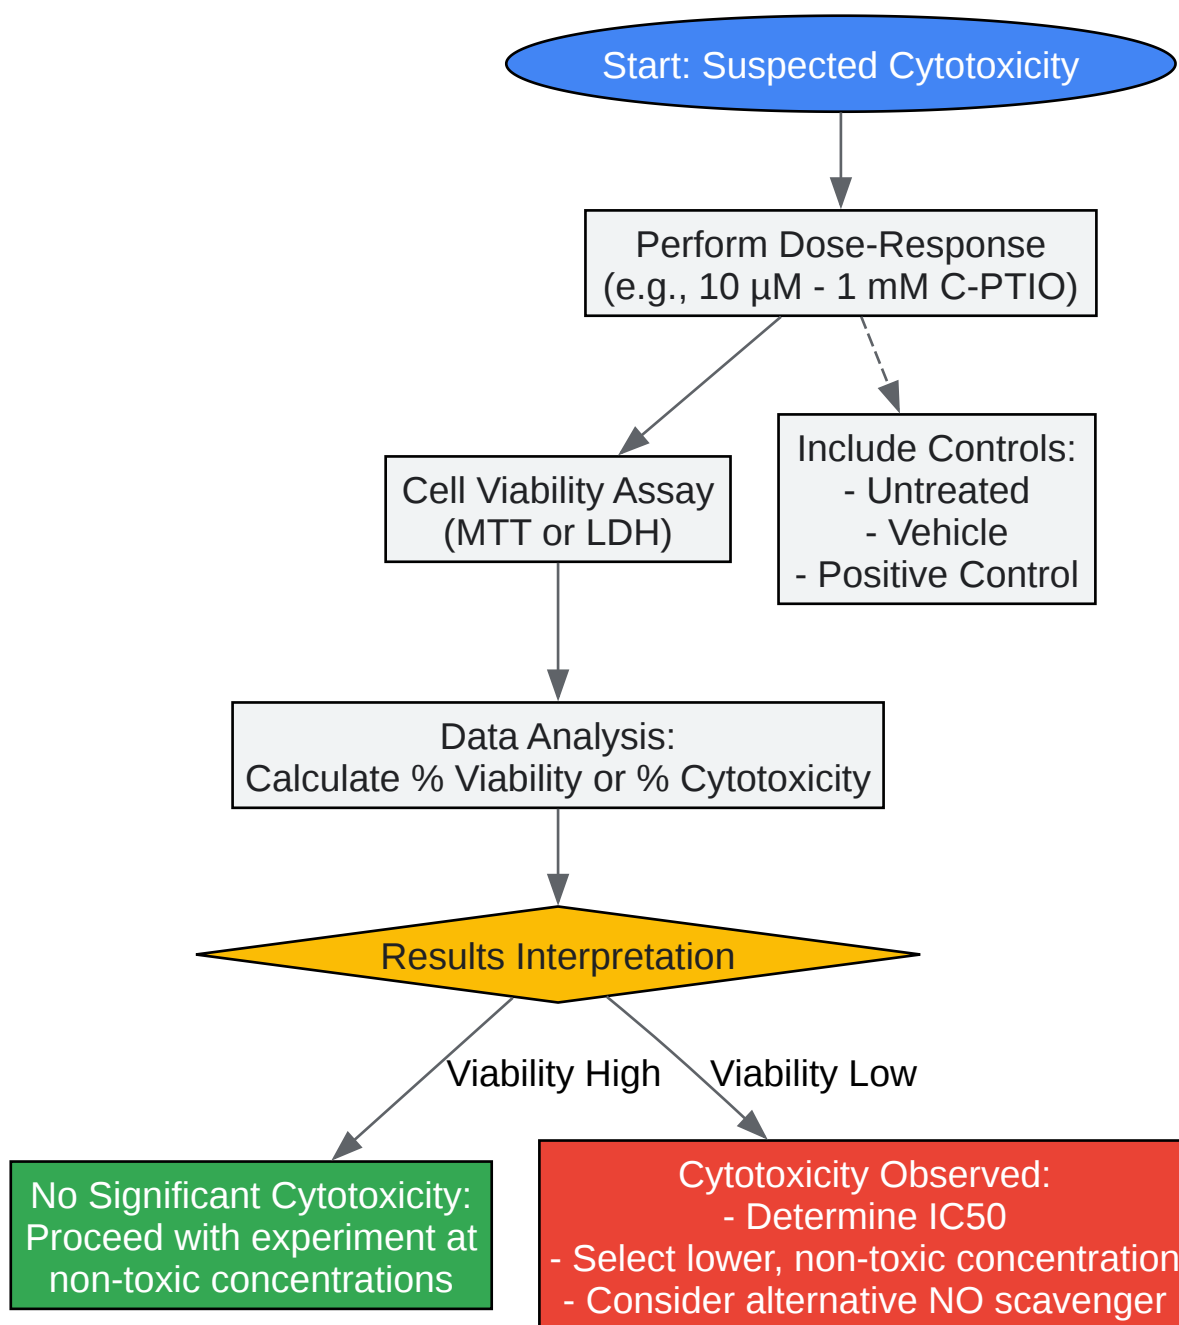 Start: Suspected Cytotoxicity
Perform Dose-Response
(e.g., 10 µM - 1 mM C-PTIO)
Include Controls:
- Untreated
- Vehicle
- Positive Control
Cell Viability Assay
(MTT or LDH)
Data Analysis:
Calculate % Viability or % Cytotoxicity
Results Interpretation
Viability High
Viability Low
No Significant Cytotoxicity:
Proceed with experiment at
non-toxic concentrations
Cytotoxicity Observed:
- Determine IC50
- Select lower, non-toxic concentration
- Consider alternative NO scavenger